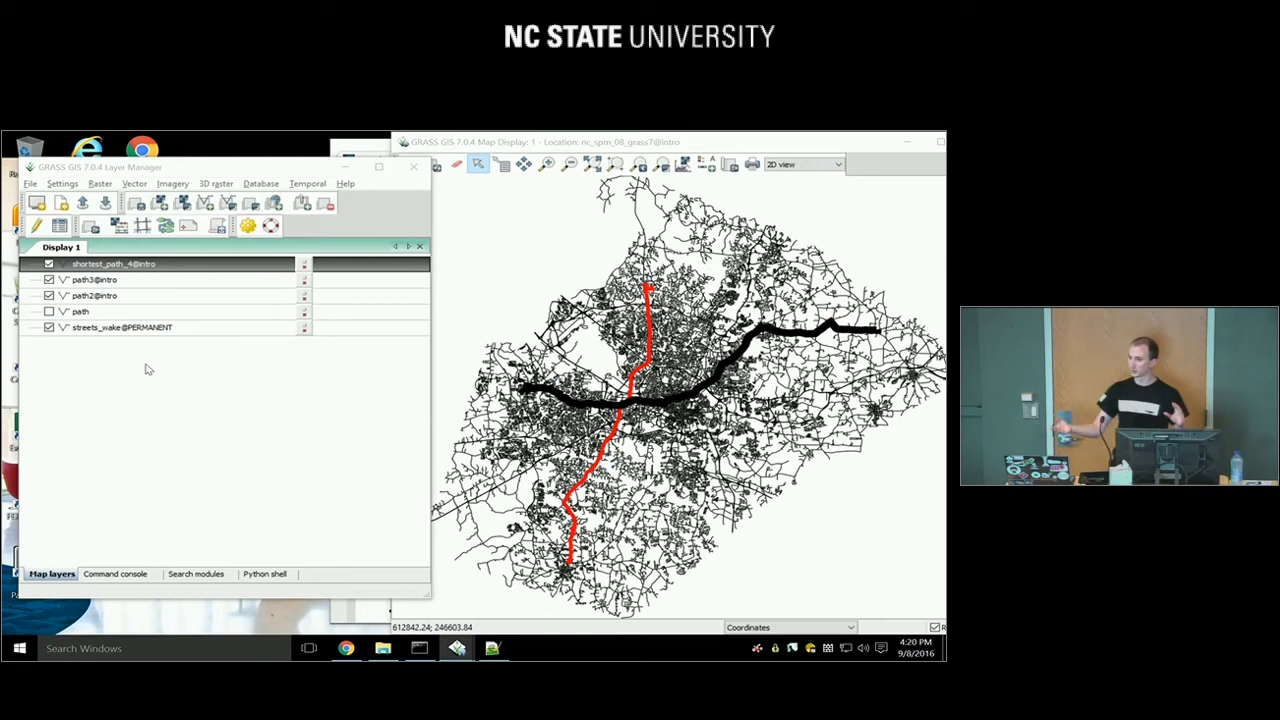 NC STATE UNIVERSITY
GRASS GIS 7.0.4 Map Display: 1 - Location: nc_spm_08_grass7@intro
2D view
GRASS GIS 7.0.4 Layer Manager
File Settings Raster Vector Imagery 3D raster Database Temporal Help
Display 1
shortest_path_4@intro
path3@intro
path2@intro
path
streets_wake@PERMANENT
Map layers Command console Search modules Python shell
612842.24; 246603.84
Coordinates
Search Windows
4:20 PM
9/8/2016